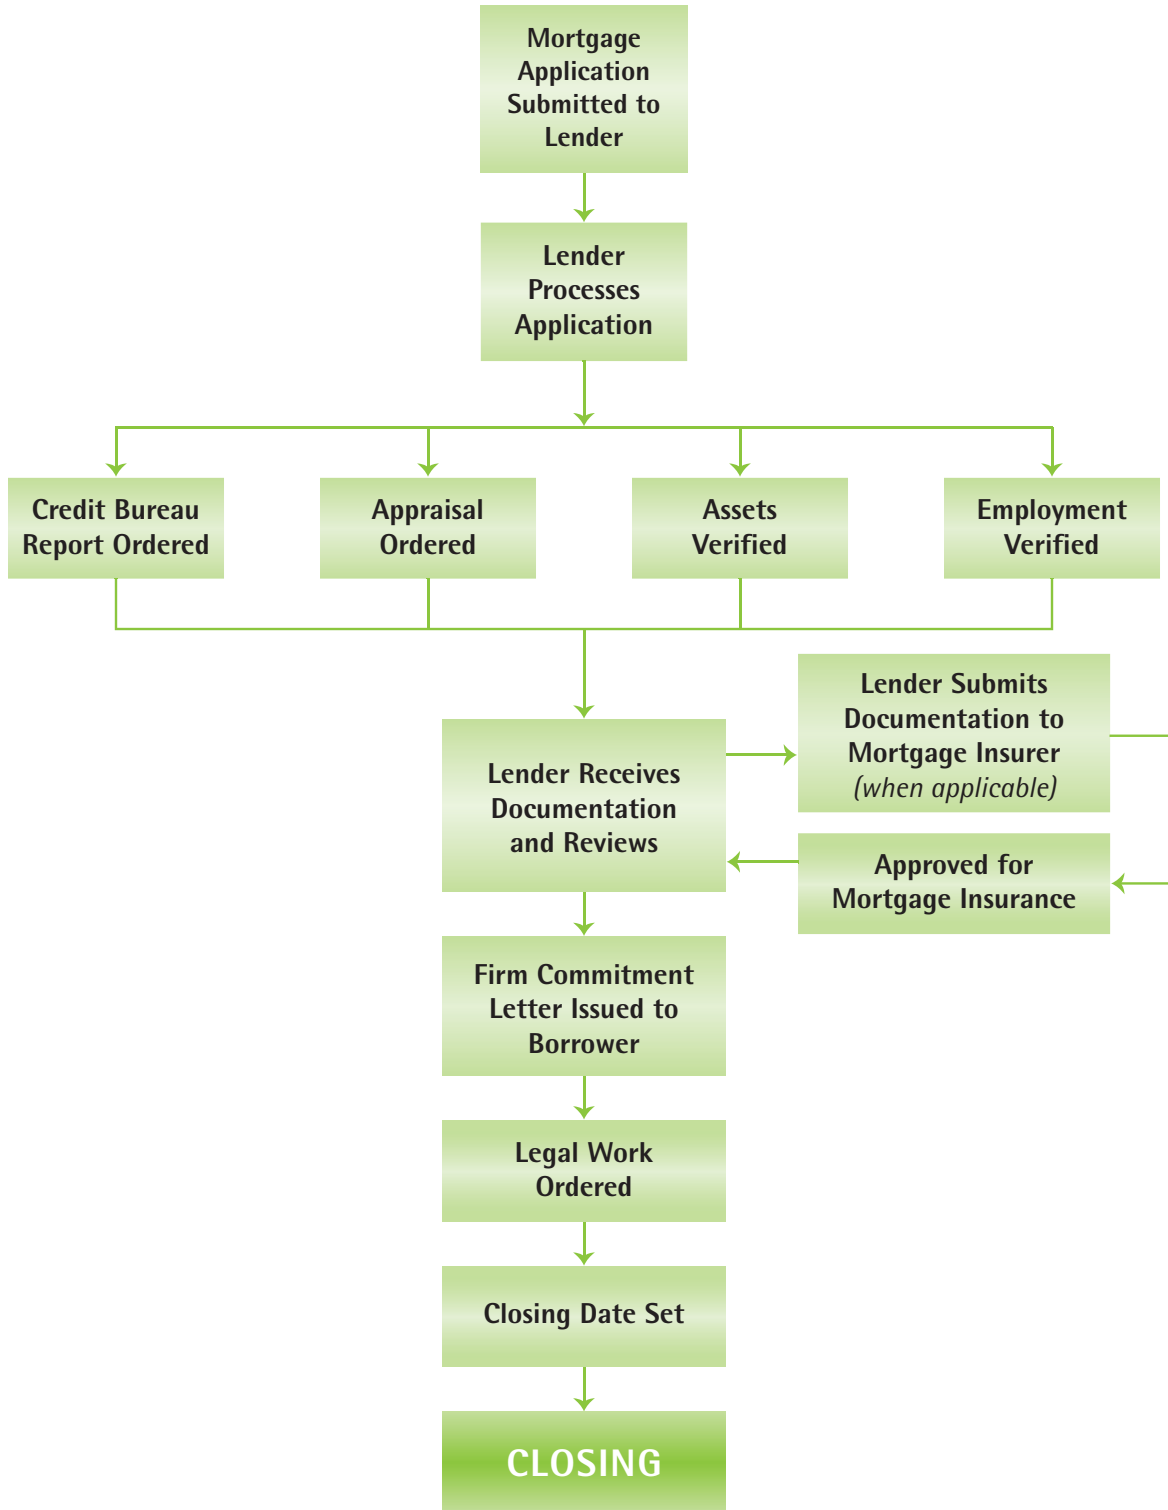 Mortgage
Application
Submitted to
Lender
Lender
Processes
Application
Credit Bureau
Report Ordered
Appraisal
Ordered
Assets
Verified
Employment
Verified
Lender Submits
Documentation to
Mortgage Insurer
(when applicable)
Lender Receives
Documentation
and Reviews
Approved for
Mortgage Insurance
Firm Commitment
Letter Issued to
Borrower
Legal Work
Ordered
Closing Date Set
CLOSING